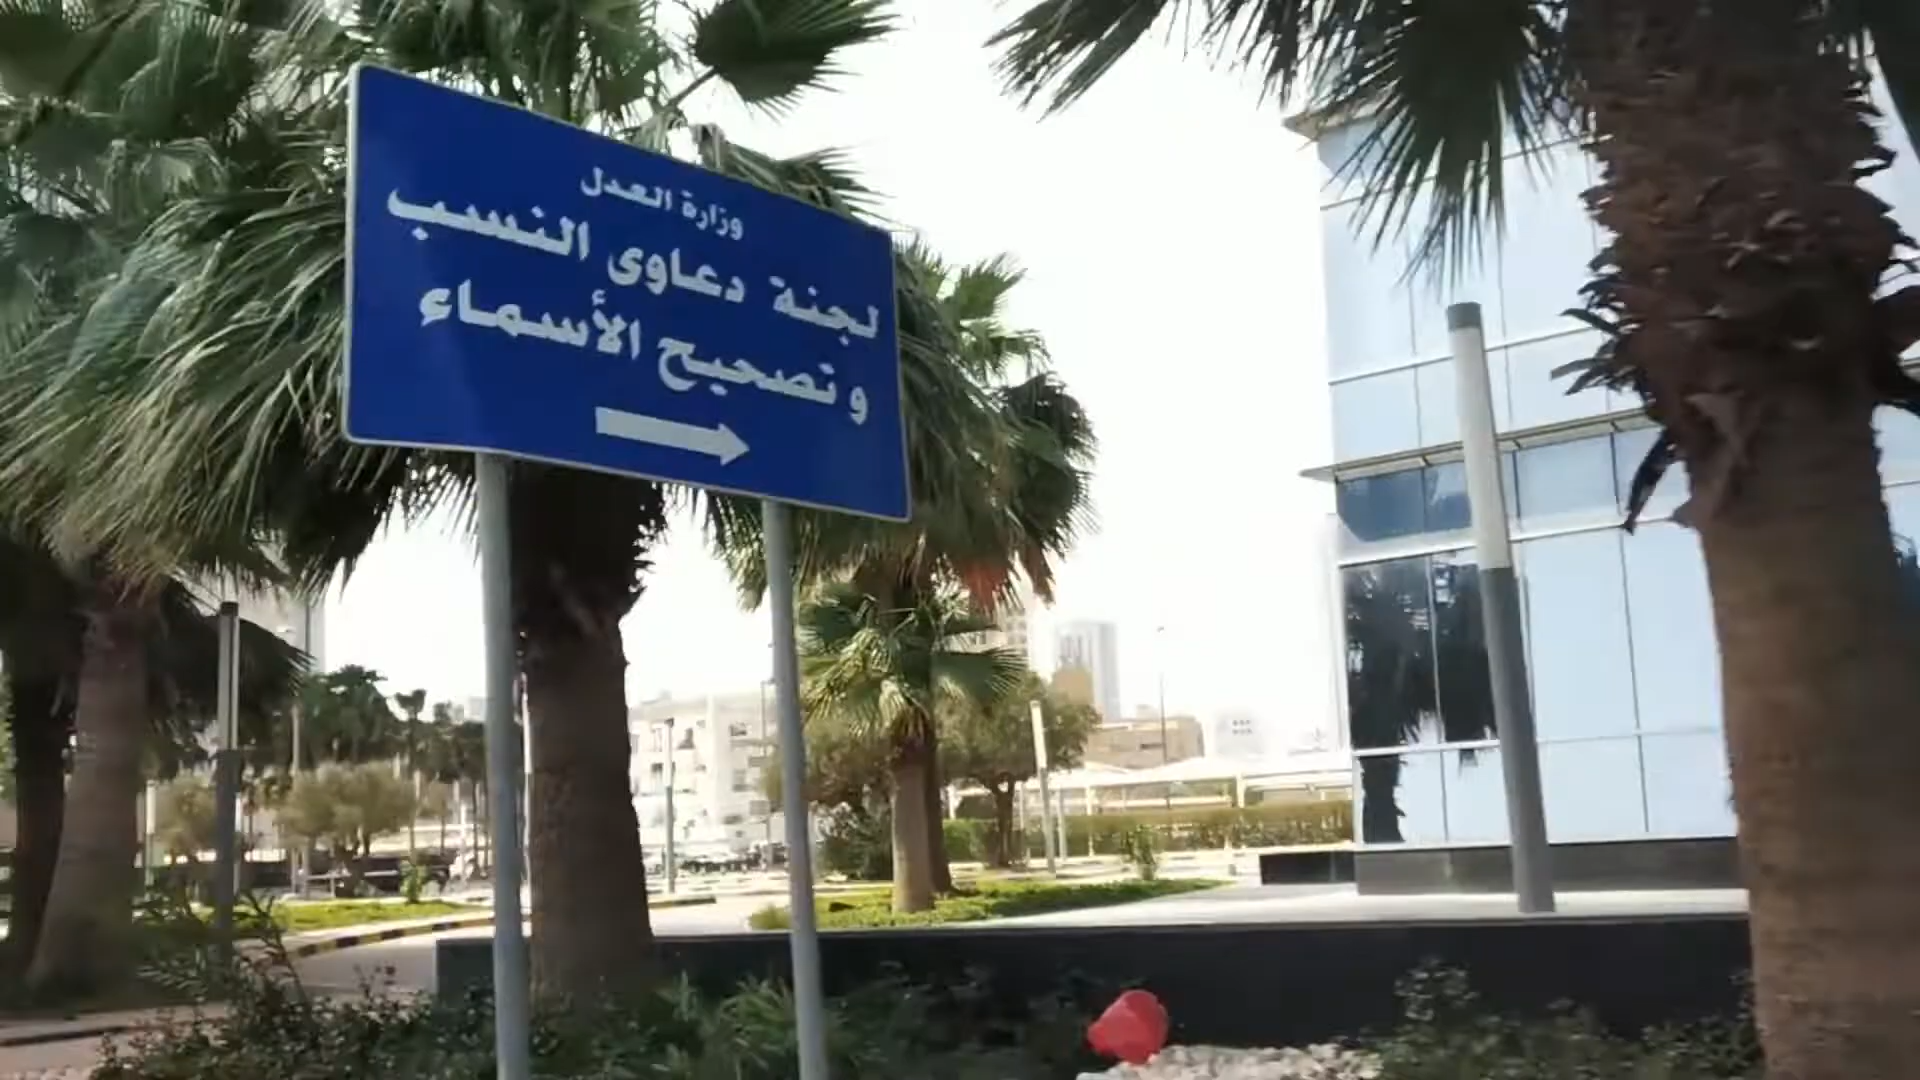 وزارة العدل
لجنة دعاوى النسب
و تصحيح الأسماء